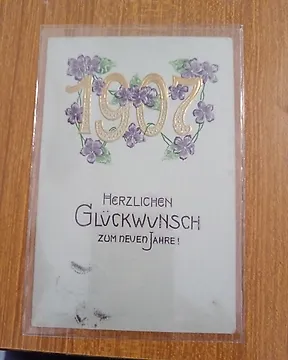 1907
HERZLICHEN
GLÜCKWUNSCH
ZUM NEUEN JAHRE!